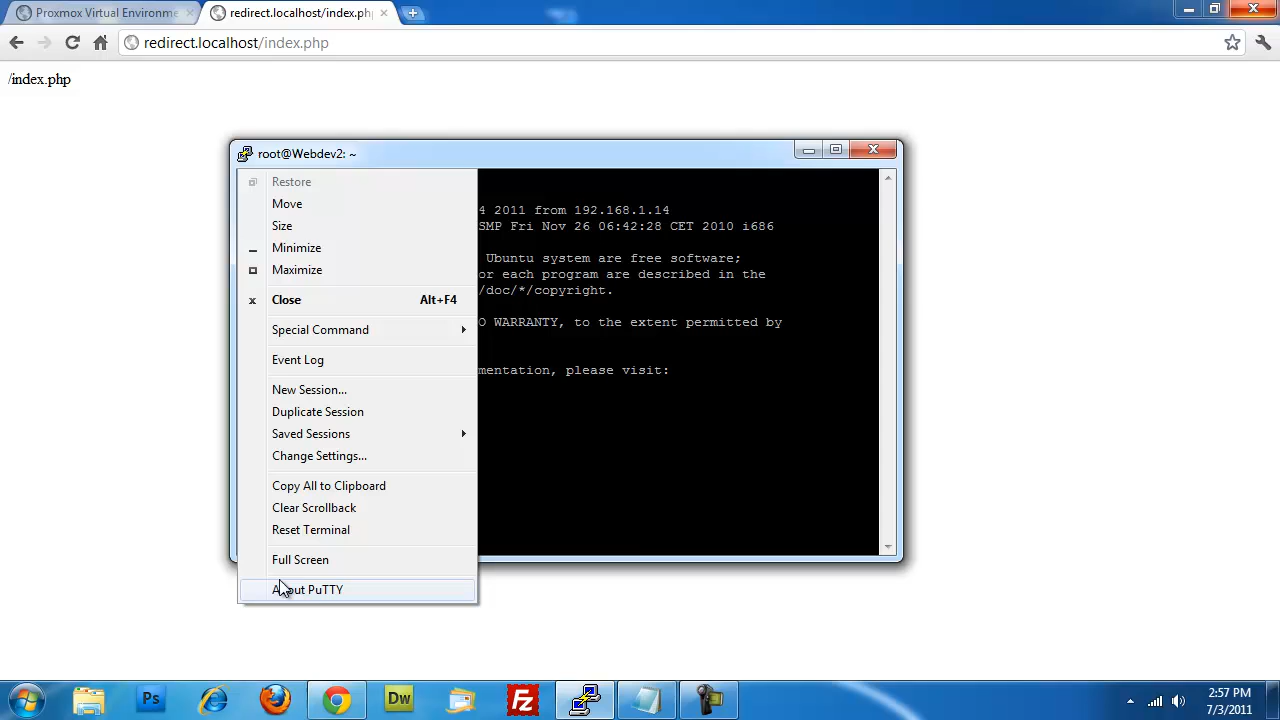 Proxmox Virtual Environme
redirect.localhost/index.php
redirect.localhost/index.php
/index.php
root@Webdev2: ~
Restore
Move
Size
Minimize
Maximize
x Close Alt+F4
Special Command
Event Log
New Session...
Duplicate Session
Saved Sessions
Change Settings...
Copy All to Clipboard
Clear Scrollback
Reset Terminal
Full Screen
About PuTTY
4 2011 from 192.168.1.14
SMP Fri Nov 26 06:42:28 CET 2010 i686
Ubuntu system are free software;
or each program are described in the
/doc/*/copyright.
O WARRANTY, to the extent permitted by
mentation, please visit:
Ps
Dw
Fz
2:57 PM
7/3/2011